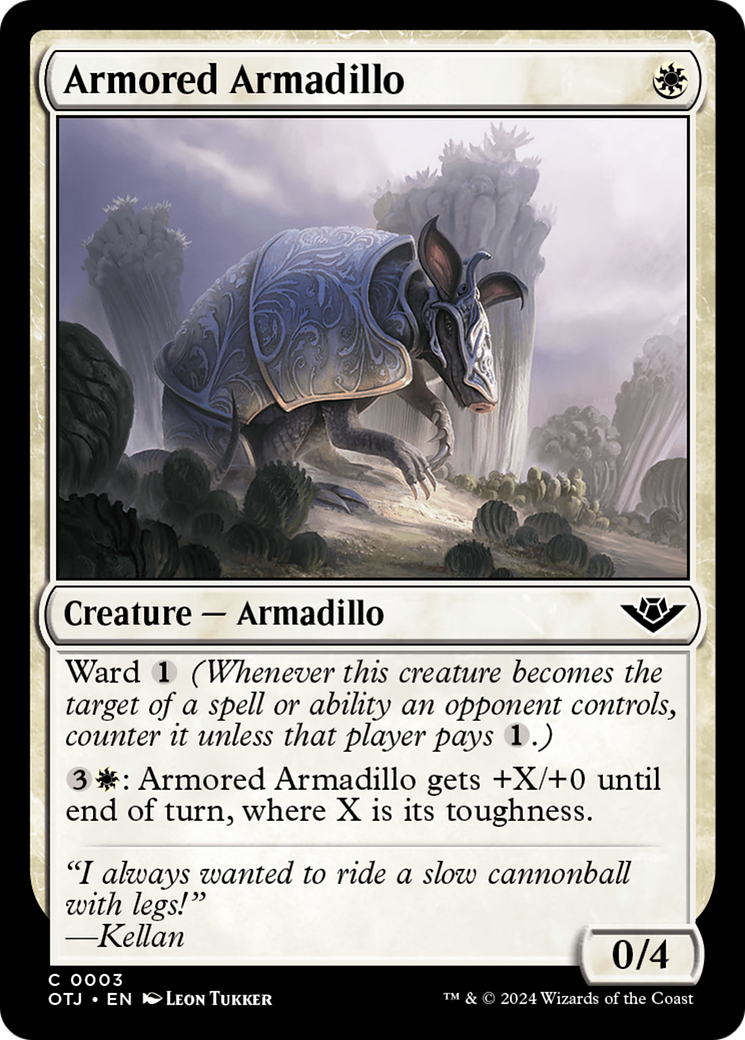 Armored Armadillo
Creature — Armadillo
Ward 1 (Whenever this creature becomes the
target of a spell or ability an opponent controls,
counter it unless that player pays 1.)
3: Armored Armadillo gets +X/+0 until
end of turn, where X is its toughness.
“I always wanted to ride a slow cannonball
with legs!”
—Kellan
0/4
C 0003
OTJ • EN Leon Tukker
™ & © 2024 Wizards of the Coast